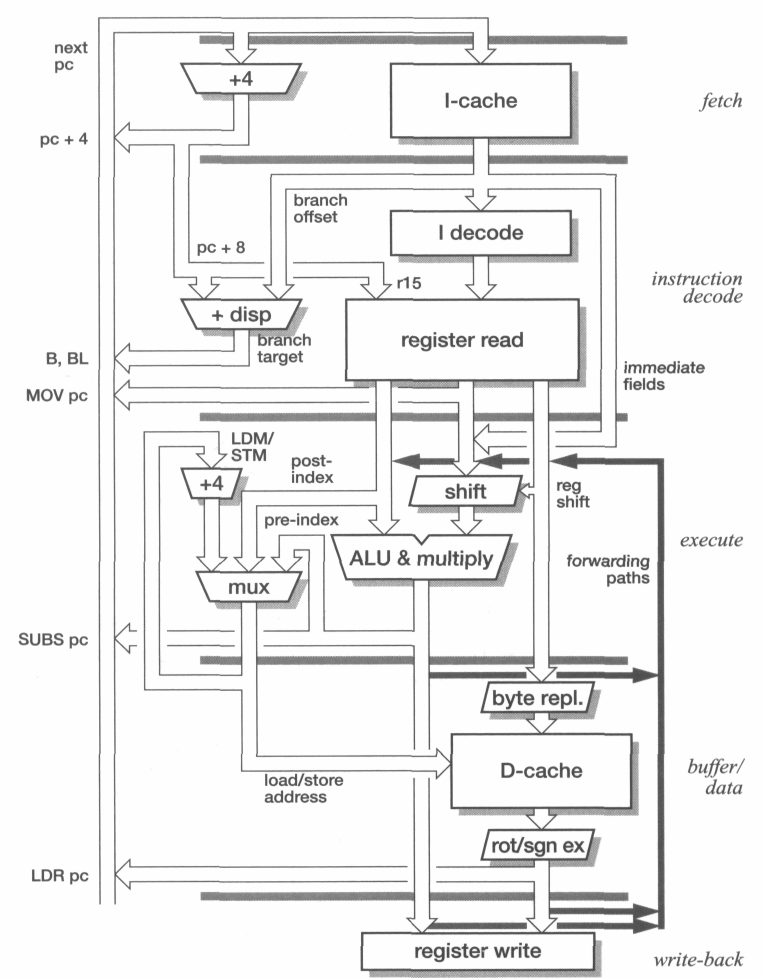 next
pc
+4
I-cache
fetch
pc + 4
branch
offset
I decode
pc + 8
r15
instruction
decode
+ disp
register read
branch
target
B, BL
immediate
fields
MOV pc
LDM/
STM
post-
index
+4
shift
reg
shift
pre-index
execute
ALU & multiply
forwarding
paths
mux
SUBS pc
byte repl.
D-cache
buffer/
data
load/store
address
rot/sgn ex
LDR pc
register write
write-back